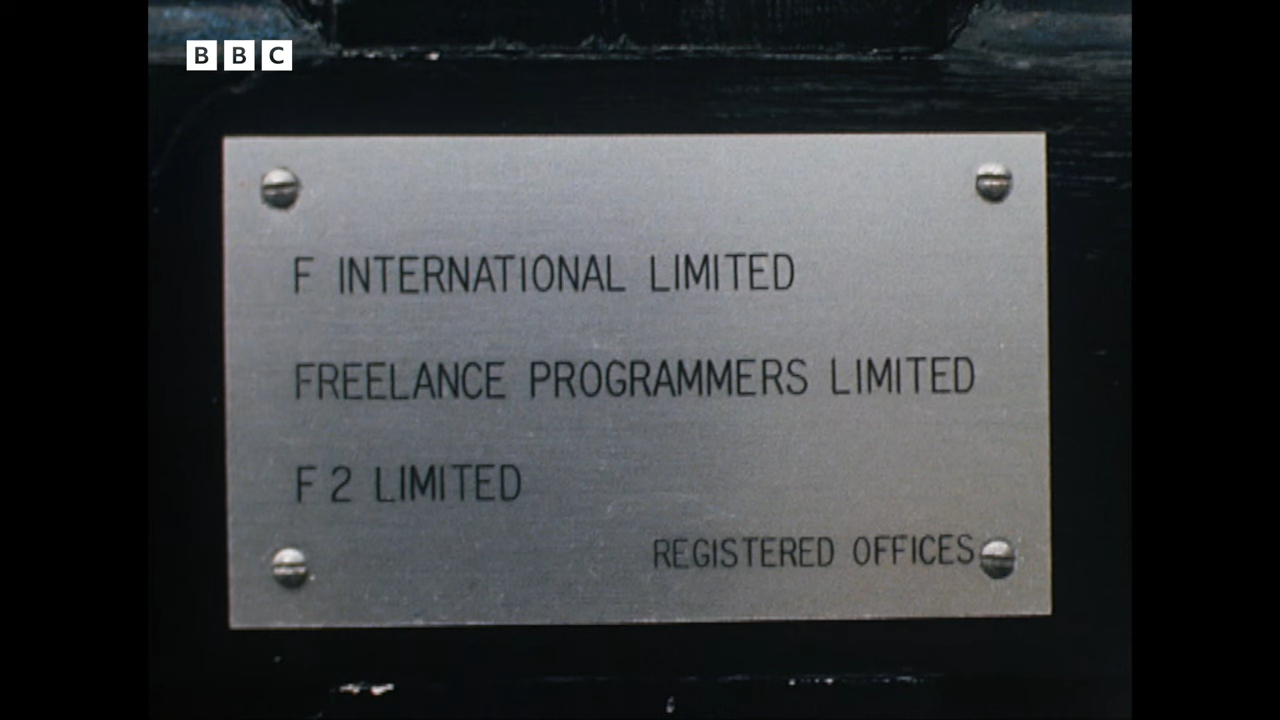 BBC
F INTERNATIONAL LIMITED
FREELANCE PROGRAMMERS LIMITED
F 2 LIMITED
REGISTERED OFFICES